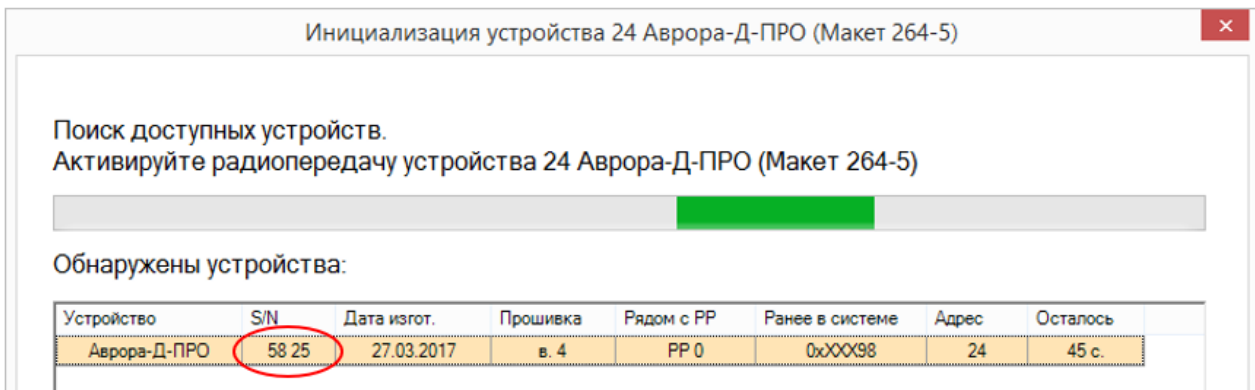 Инициализация устройства 24 Аврора-Д-ПРО (Макет 264-5)
Поиск доступных устройств.
Активируйте радиопередачу устройства 24 Аврора-Д-ПРО (Макет 264-5)
Обнаружены устройства:
Устройство S/N Дата изгот. Прошивка Рядом с РР Ранее в системе Адрес Осталось
Аврора-Д-ПРО 58 25 27.03.2017 в. 4 РР 0 0xXXX98 24 45 с.